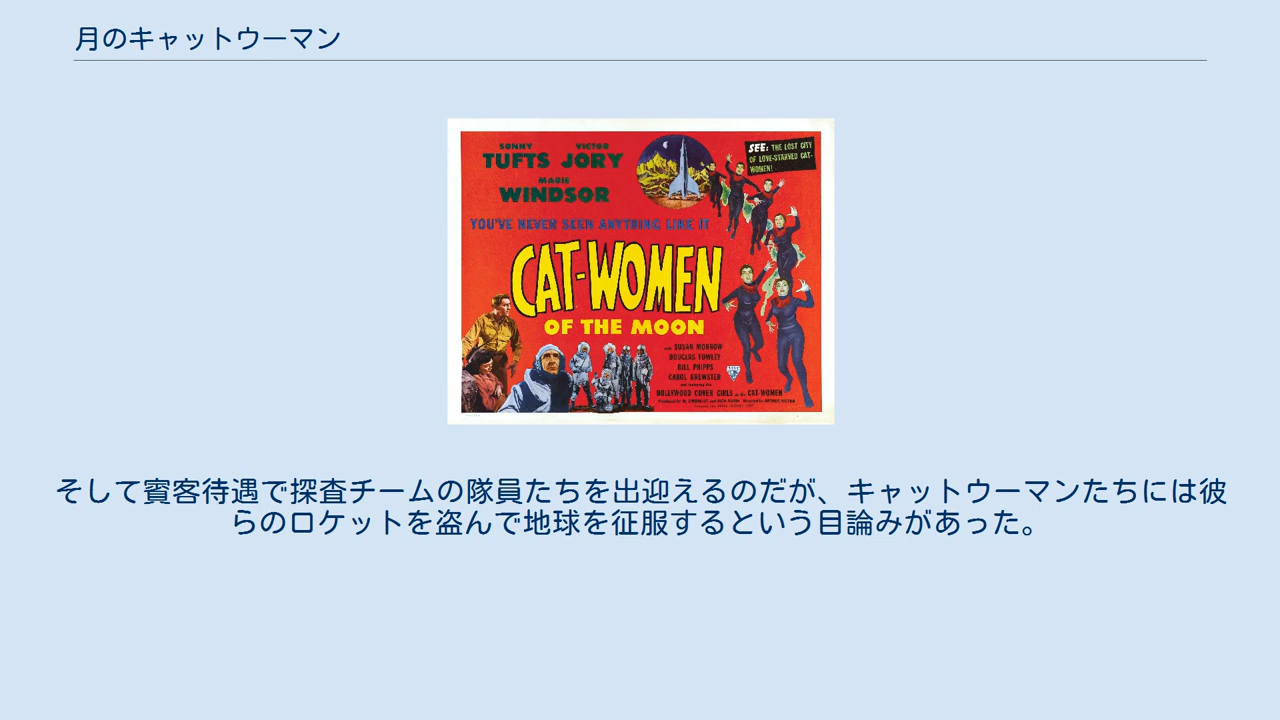 月のキャットウーマン
SONNY VICTOR
TUFTS JORY
MARIE
WINDSOR
SEE: THE LOST CITY
OF LOVE-STARVED CAT-
WOMEN!
YOU'VE NEVER SEEN ANYTHING LIKE IT
CAT-WOMEN
OF THE MOON
with SUSAN MORROW
DOUGLAS FOWLEY
BILL PHIPPS
CAROL BREWSTER
and featuring the
HOLLYWOOD COVER GIRLS as the CAT-WOMEN
そして賓客待遇で探査チームの隊員たちを出迎えるのだが、キャットウーマンたちには彼
らのロケットを盗んで地球を征服するという目論みがあった。